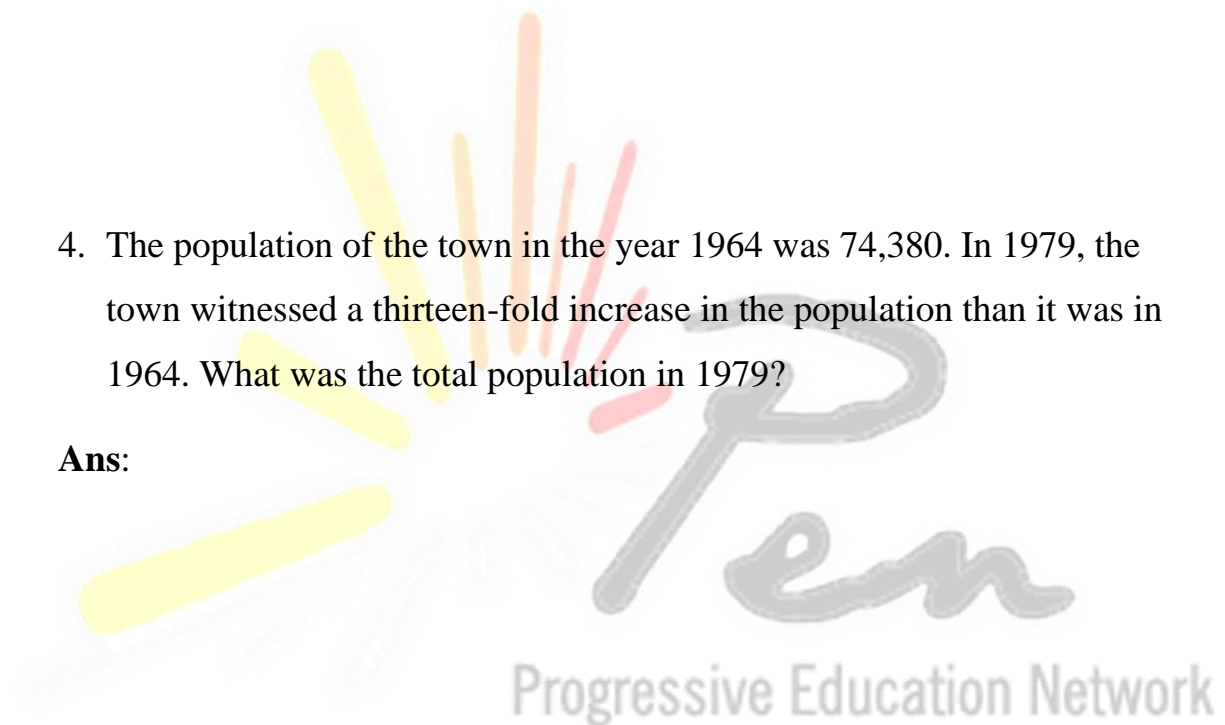 4. The population of the town in the year 1964 was 74,380. In 1979, the
town witnessed a thirteen-fold increase in the population than it was in
1964. What was the total population in 1979?
Ans:
Pen
Progressive Education Network